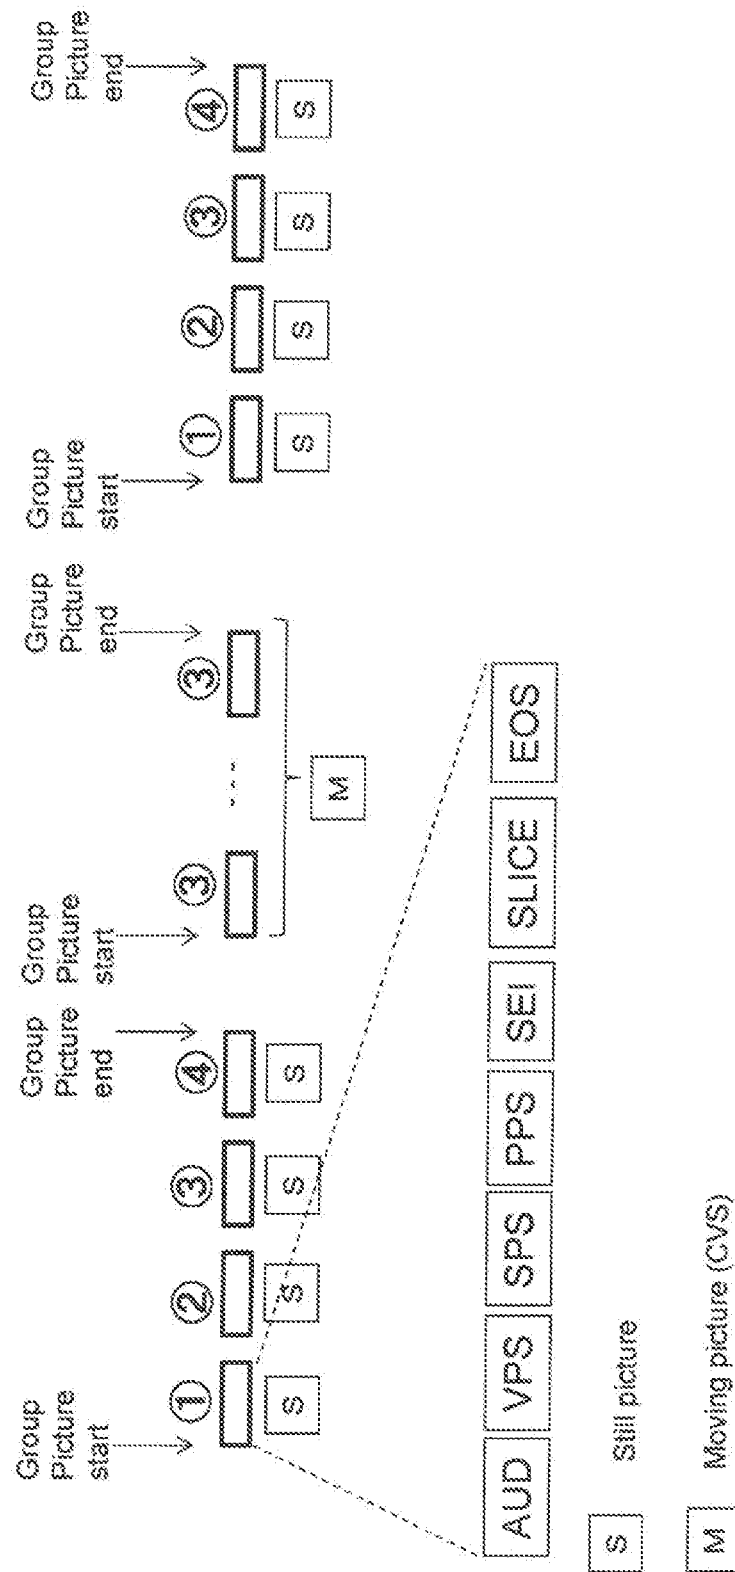 Group
Picture
start
Group
Picture
end
Group
Picture
start
Group
Picture
end
Group
Picture
start
Group
Picture
end
① ② ③ ④ ③ - - - ③ ① ② ③ ④
S S S S M S S S S
AUD VPS SPS PPS SEI SLICE EOS
S Still picture
M Moving picture (CVS)